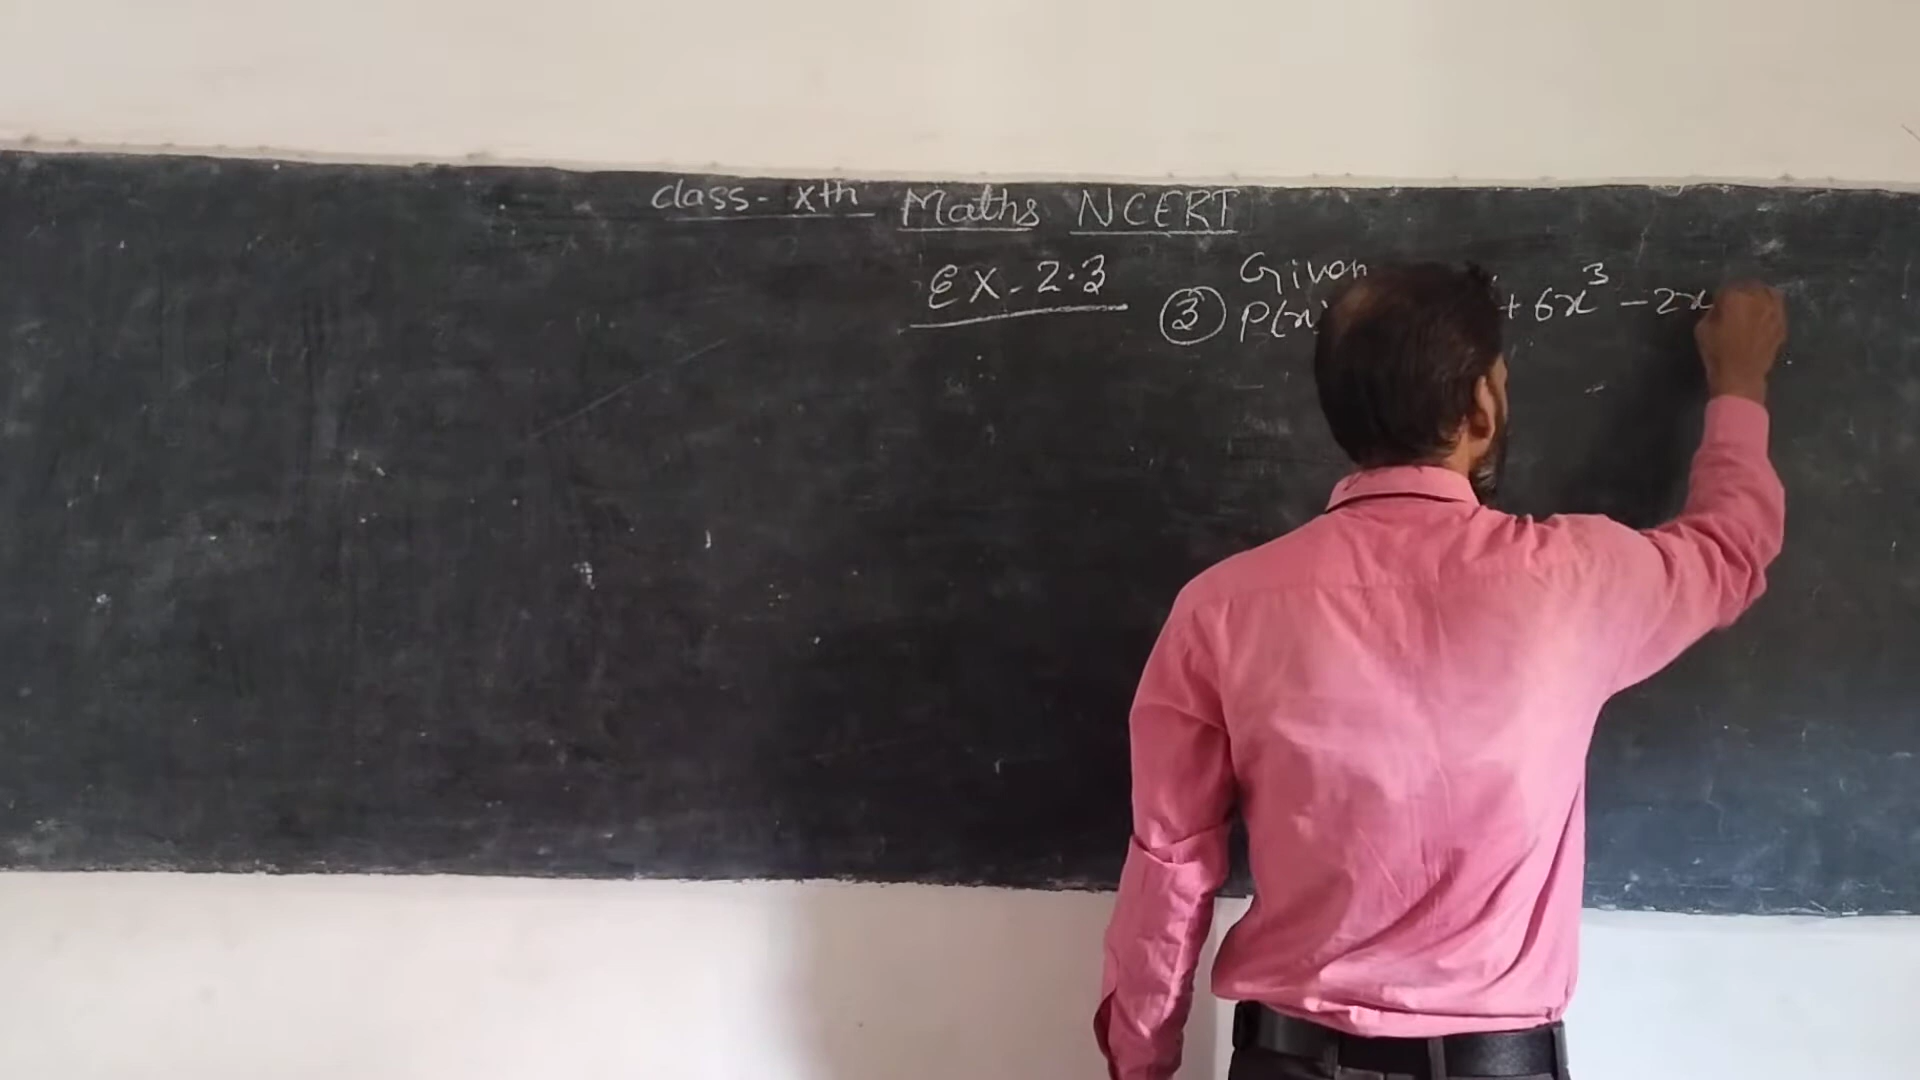 class - xth Maths NCERT
EX - 2.3
Given
③ P(x) + 6x³ - 2x